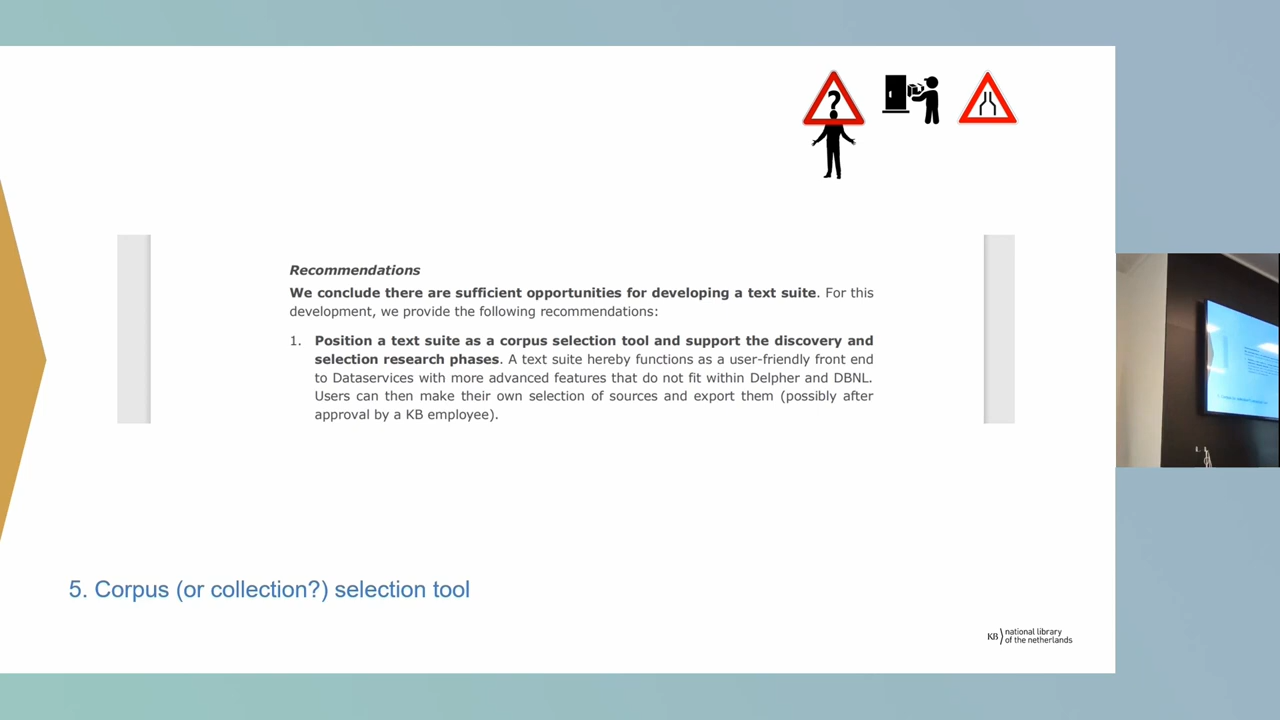 ?
Recommendations
We conclude there are sufficient opportunities for developing a text suite. For this
development, we provide the following recommendations:
1. Position a text suite as a corpus selection tool and support the discovery and
selection research phases. A text suite hereby functions as a user-friendly front end
to Dataservices with more advanced features that do not fit within Delpher and DBNL.
Users can then make their own selection of sources and export them (possibly after
approval by a KB employee).
5. Corpus (or collection?) selection tool
KB national library
of the netherlands